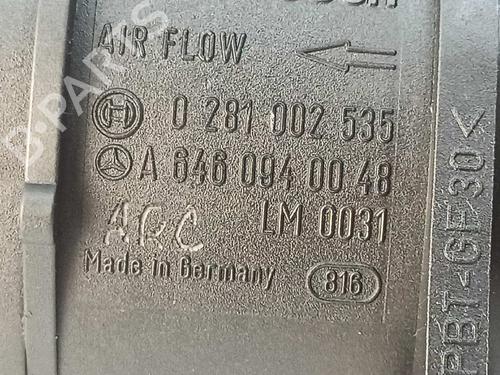 AIR FLOW
0 281 002 535
A 646 094 00 48
ARC LM 0031
Made in Germany 816
PBT-GF30<
D-PARTS